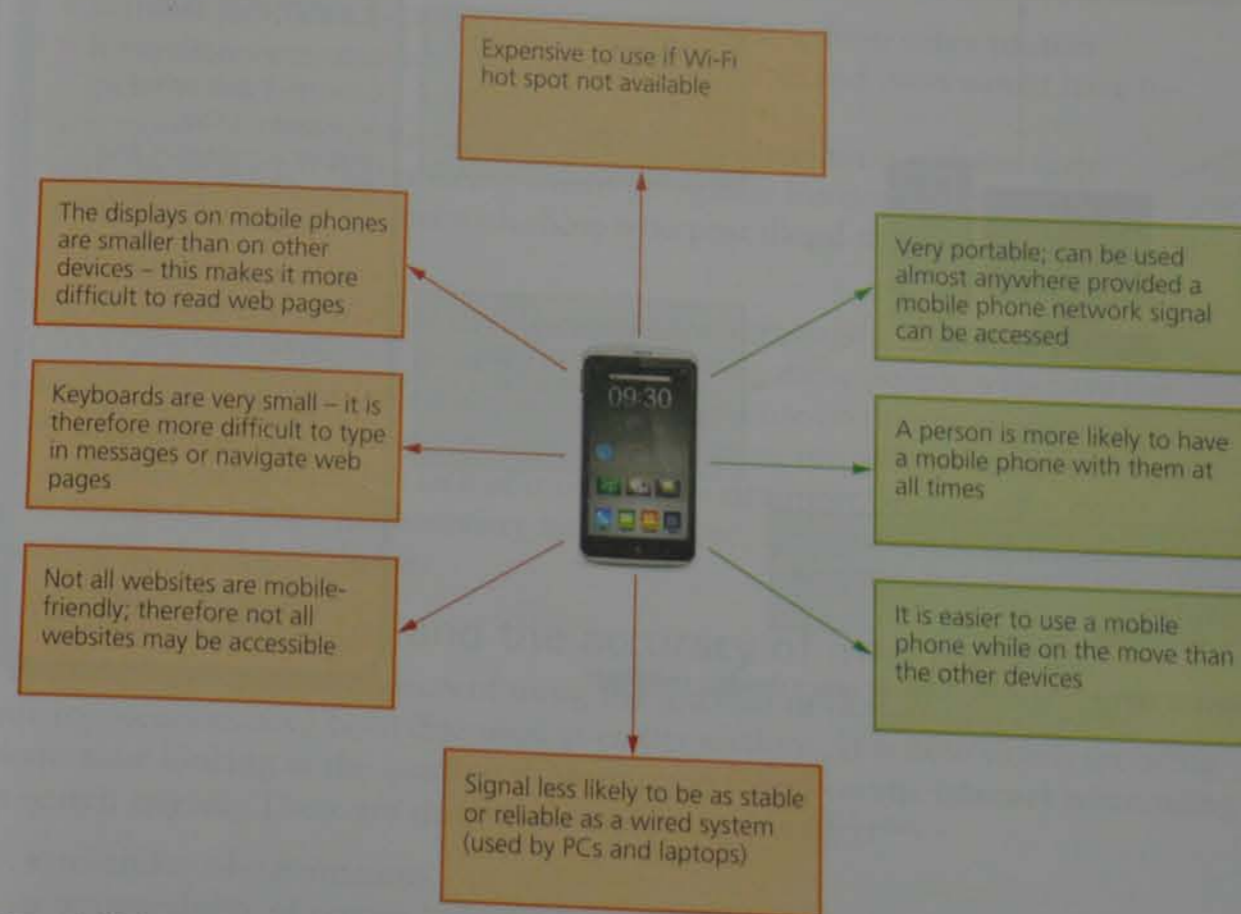 Expensive to use if Wi-Fi
hot spot not available
The displays on mobile phones
are smaller than on other
devices – this makes it more
difficult to read web pages
Keyboards are very small – it is
therefore more difficult to type
in messages or navigate web
pages
Not all websites are mobile-
friendly; therefore not all
websites may be accessible
09:30
Very portable; can be used
almost anywhere provided a
mobile phone network signal
can be accessed
A person is more likely to have
a mobile phone with them at
all times
It is easier to use a mobile
phone while on the move than
the other devices
Signal less likely to be as stable
or reliable as a wired system
(used by PCs and laptops)